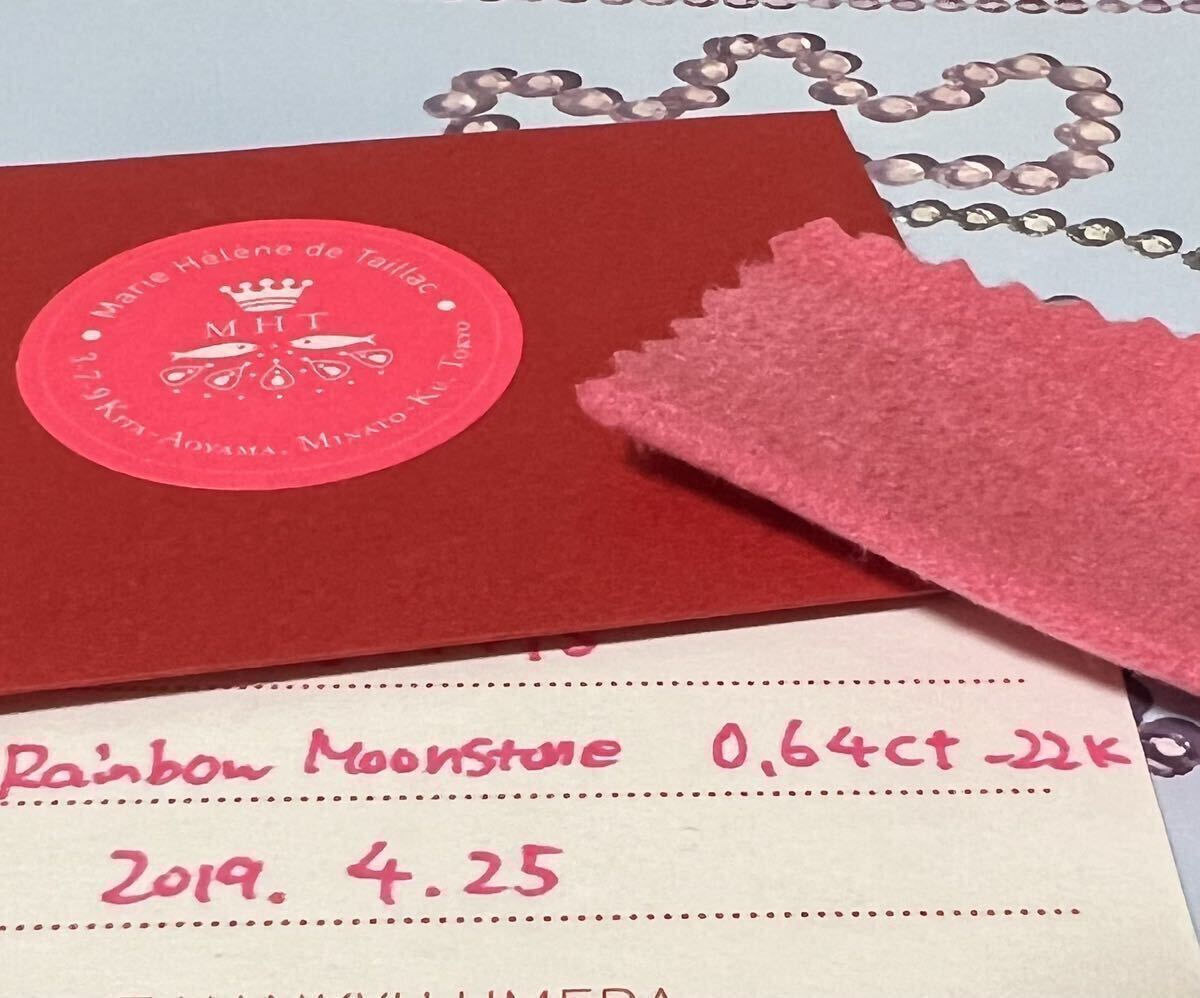 Marie Hélène de Taillac
MHT
3-7-9 KITA-AOYAMA, MINATO-KU, TOKYO
Rainbow Moonstone 0.64ct -22K
2019. 4. 25
UMEDA